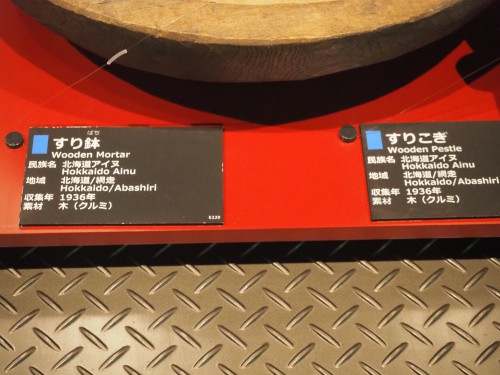 ばち
すり鉢
Wooden Mortar
民族名 北海道アイヌ
Hokkaido Ainu
地域 北海道/網走
Hokkaido/Abashiri
収集年 1936年
素材 木（クルミ）
すりこぎ
Wooden Pestle
民族名 北海道アイヌ
Hokkaido Ainu
地域 北海道/網走
Hokkaido/Abashiri
収集年 1936年
素材 木（クルミ）